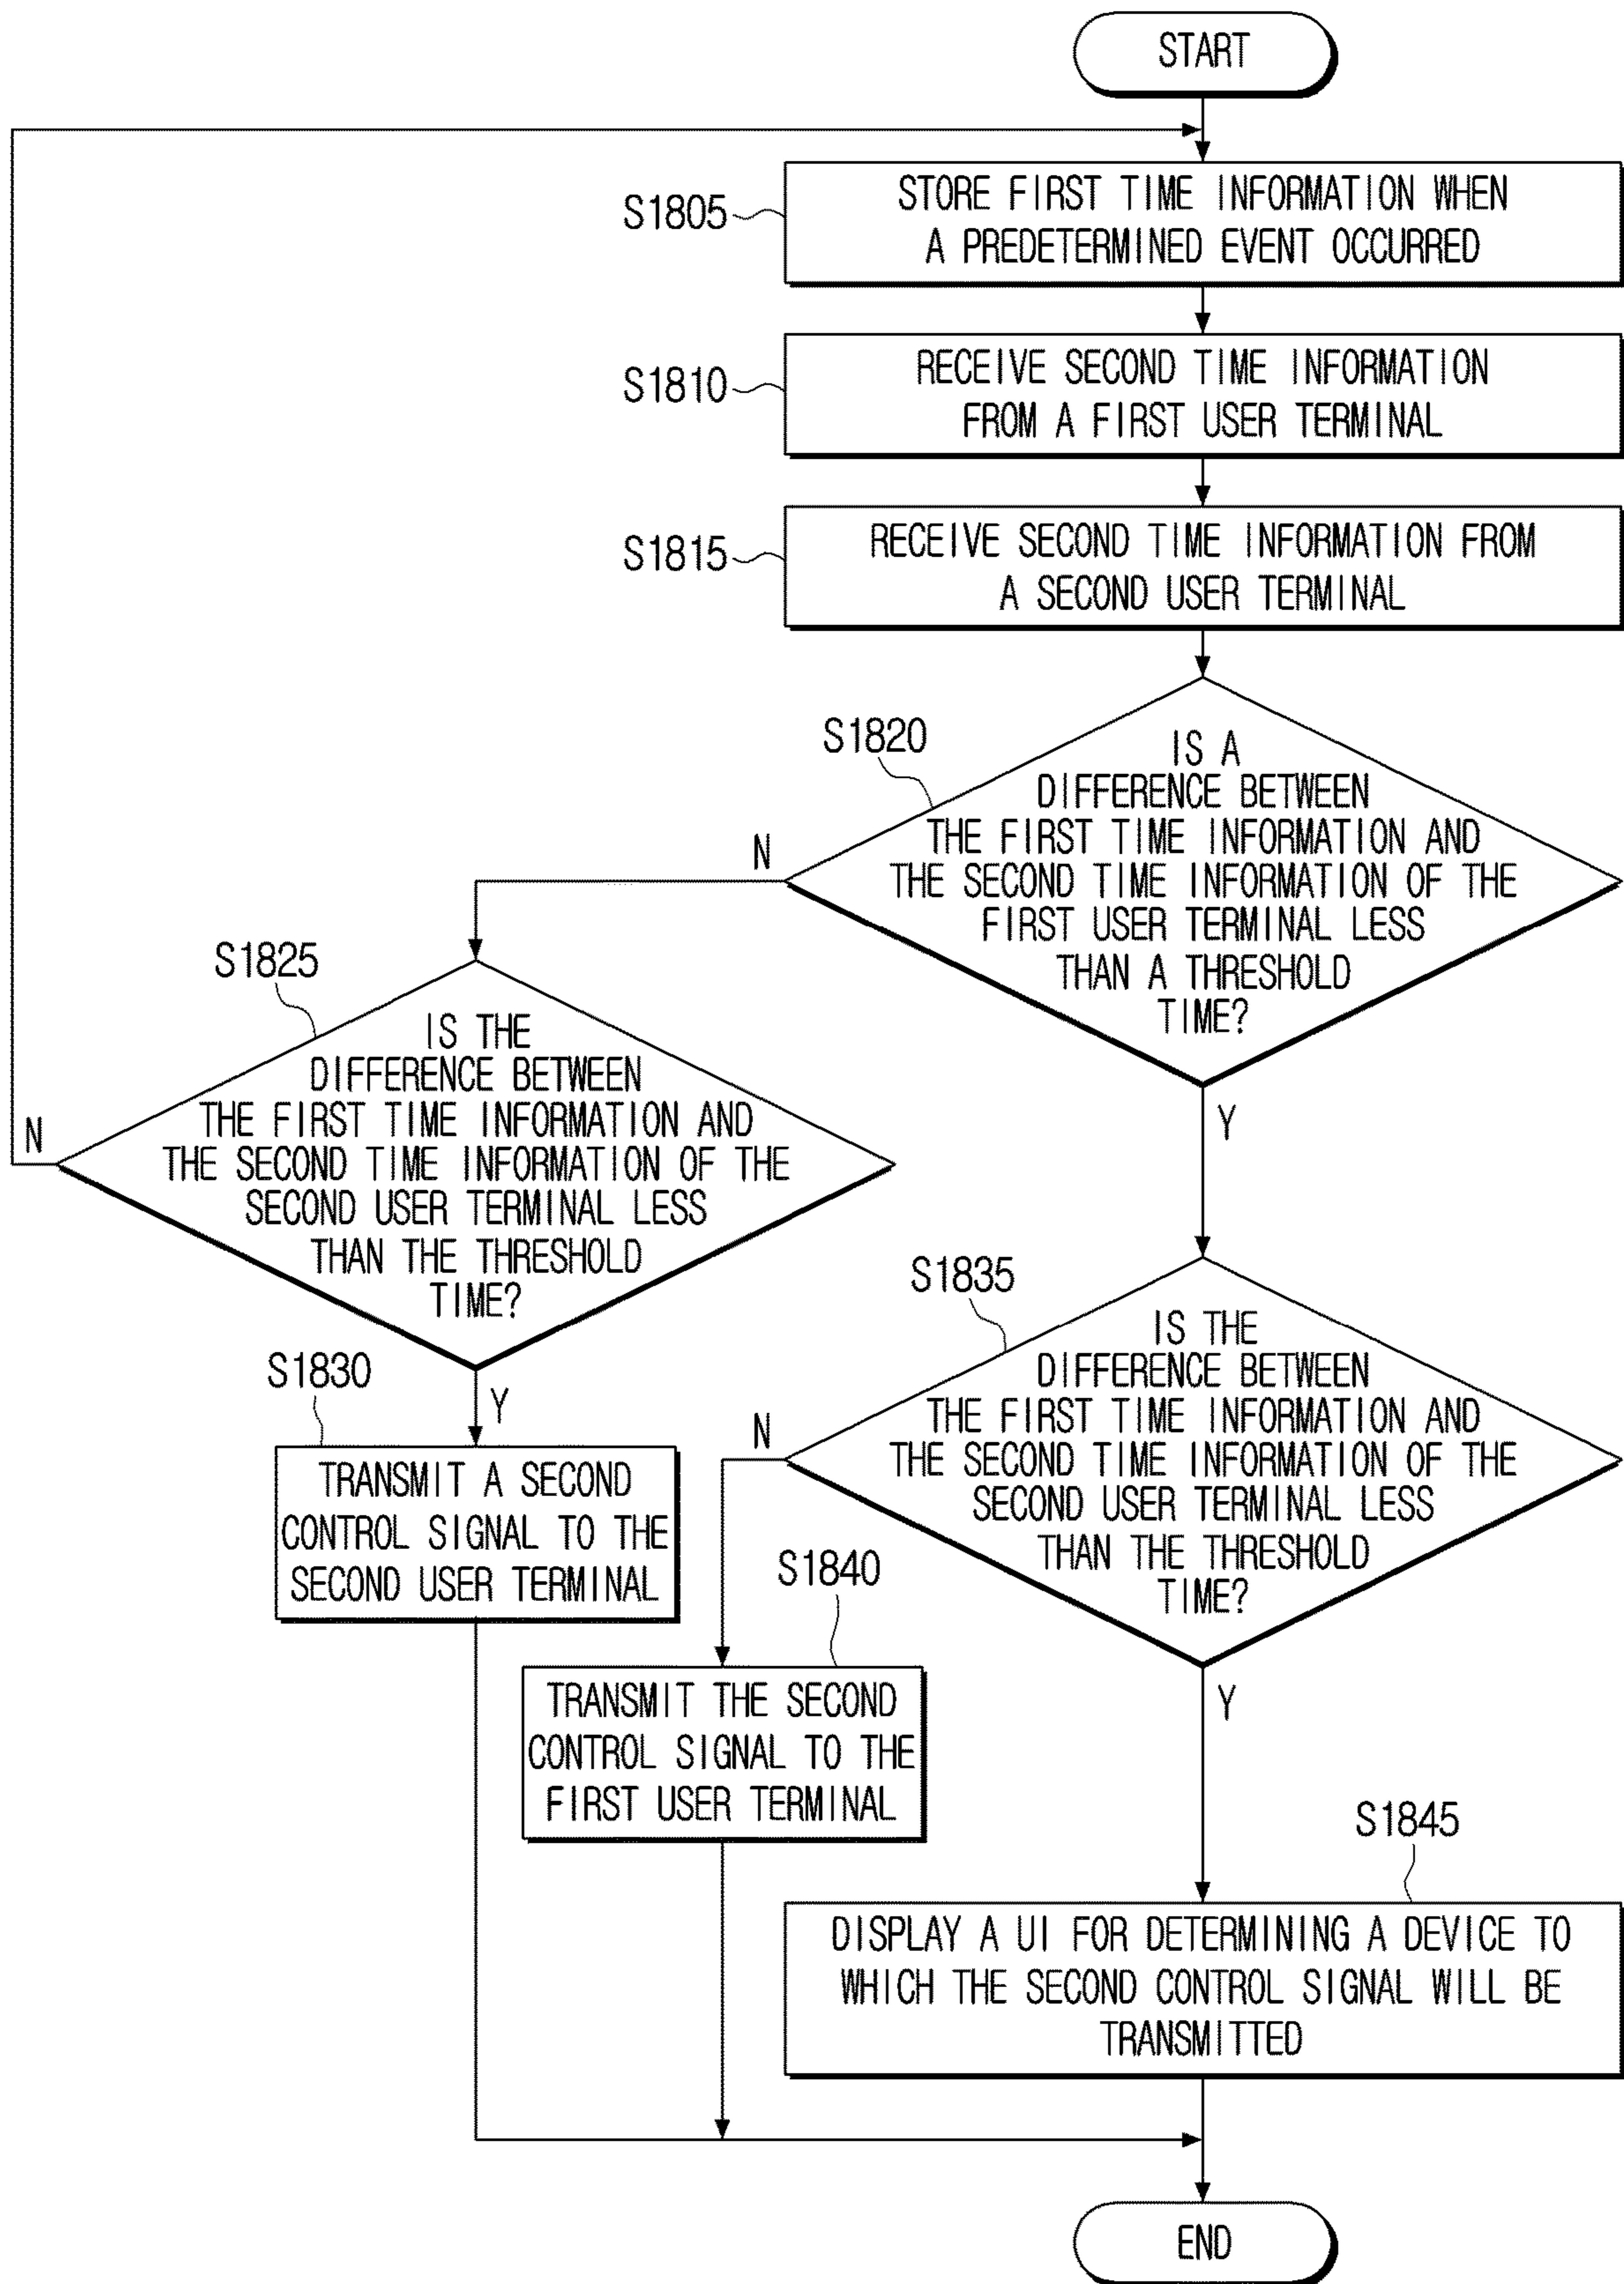 START
S1805
STORE FIRST TIME INFORMATION WHEN
A PREDETERMINED EVENT OCCURRED
S1810
RECEIVE SECOND TIME INFORMATION
FROM A FIRST USER TERMINAL
S1815
RECEIVE SECOND TIME INFORMATION FROM
A SECOND USER TERMINAL
S1820
IS A
DIFFERENCE BETWEEN
THE FIRST TIME INFORMATION AND
THE SECOND TIME INFORMATION OF THE
FIRST USER TERMINAL LESS
THAN A THRESHOLD
TIME?
N
Y
S1825
IS THE
DIFFERENCE BETWEEN
THE FIRST TIME INFORMATION AND
THE SECOND TIME INFORMATION OF THE
SECOND USER TERMINAL LESS
THAN THE THRESHOLD
TIME?
N
Y
S1830
TRANSMIT A SECOND
CONTROL SIGNAL TO THE
SECOND USER TERMINAL
S1835
IS THE
DIFFERENCE BETWEEN
THE FIRST TIME INFORMATION AND
THE SECOND TIME INFORMATION OF THE
SECOND USER TERMINAL LESS
THAN THE THRESHOLD
TIME?
N
Y
S1840
TRANSMIT THE SECOND
CONTROL SIGNAL TO THE
FIRST USER TERMINAL
S1845
DISPLAY A UI FOR DETERMINING A DEVICE TO
WHICH THE SECOND CONTROL SIGNAL WILL BE
TRANSMITTED
END